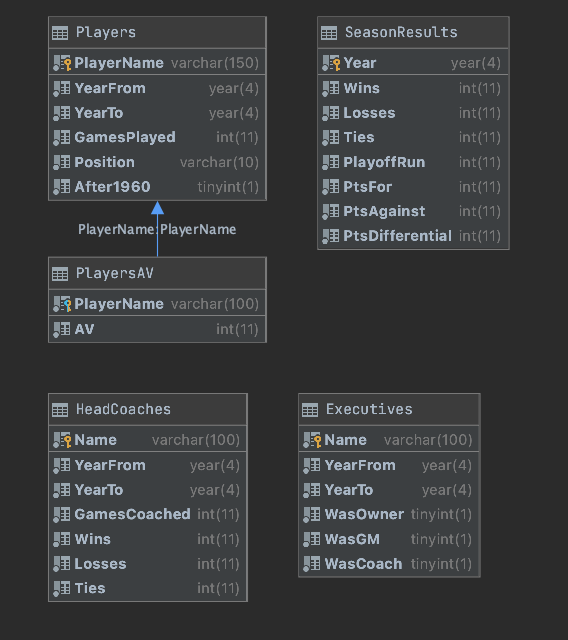 Players
PlayerName varchar(150)
YearFrom year(4)
YearTo year(4)
GamesPlayed int(11)
Position varchar(10)
After1960 tinyint(1)
PlayerName:PlayerName
PlayersAV
PlayerName varchar(100)
AV int(11)
SeasonResults
Year year(4)
Wins int(11)
Losses int(11)
Ties int(11)
PlayoffRun int(11)
PtsFor int(11)
PtsAgainst int(11)
PtsDifferential int(11)
HeadCoaches
Name varchar(100)
YearFrom year(4)
YearTo year(4)
GamesCoached int(11)
Wins int(11)
Losses int(11)
Ties int(11)
Executives
Name varchar(100)
YearFrom year(4)
YearTo year(4)
WasOwner tinyint(1)
WasGM tinyint(1)
WasCoach tinyint(1)